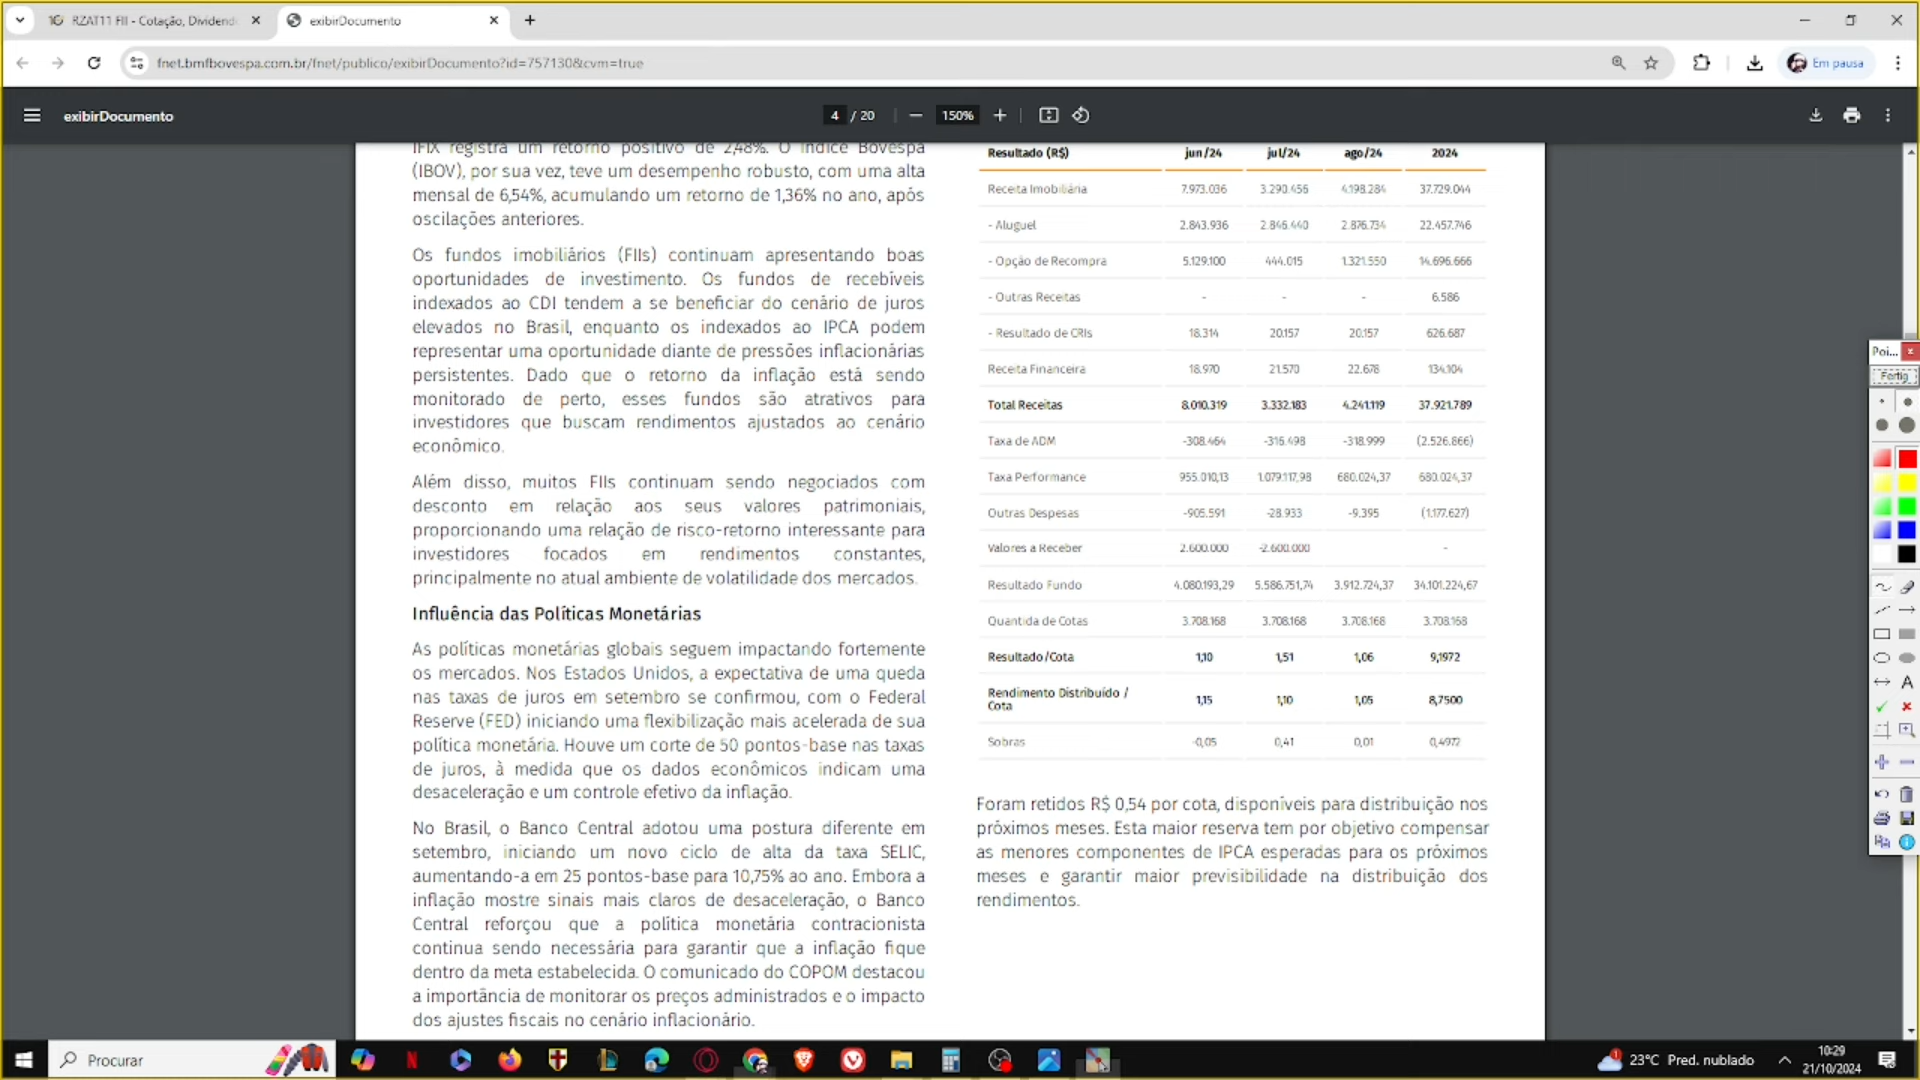 RZAT11 FII - Cotação, Dividend
exibirDocumento
fnet.bmfbovespa.com.br/fnet/publico/exibirDocumento?id=757130&cvm=true
Em pausa
exibirDocumento
4 / 20
150%
IFIX registra um retorno positivo de 2,48%. O Índice Bovespa
(IBOV), por sua vez, teve um desempenho robusto, com uma alta
mensal de 6,54%, acumulando um retorno de 1,36% no ano, após
oscilações anteriores.
Os fundos imobiliários (FIIs) continuam apresentando boas
oportunidades de investimento. Os fundos de recebíveis
indexados ao CDI tendem a se beneficiar do cenário de juros
elevados no Brasil, enquanto os indexados ao IPCA podem
representar uma oportunidade diante de pressões inflacionárias
persistentes. Dado que o retorno da inflação está sendo
monitorado de perto, esses fundos são atrativos para
investidores que buscam rendimentos ajustados ao cenário
econômico.
Além disso, muitos FIIs continuam sendo negociados com
desconto em relação aos seus valores patrimoniais,
proporcionando uma relação de risco-retorno interessante para
investidores focados em rendimentos constantes,
principalmente no atual ambiente de volatilidade dos mercados.
Influência das Políticas Monetárias
As políticas monetárias globais seguem impactando fortemente
os mercados. Nos Estados Unidos, a expectativa de uma queda
nas taxas de juros em setembro se confirmou, com o Federal
Reserve (FED) iniciando uma flexibilização mais acelerada de sua
política monetária. Houve um corte de 50 pontos-base nas taxas
de juros, à medida que os dados econômicos indicam uma
desaceleração e um controle efetivo da inflação.
No Brasil, o Banco Central adotou uma postura diferente em
setembro, iniciando um novo ciclo de alta da taxa SELIC,
aumentando-a em 25 pontos-base para 10,75% ao ano. Embora a
inflação mostre sinais mais claros de desaceleração, o Banco
Central reforçou que a política monetária contracionista
continua sendo necessária para garantir que a inflação fique
dentro da meta estabelecida. O comunicado do COPOM destacou
a importância de monitorar os preços administrados e o impacto
dos ajustes fiscais no cenário inflacionário.
Resultado (R$) jun/24 jul/24 ago/24 2024
Receita Imobiliária 7.973.036 3.290.456 4.198.284 37.729.044
- Aluguel 2.843.936 2.846.440 2.876.734 22.457.746
- Opção de Recompra 5.129.100 444.015 1.321.550 14.696.666
- Outras Receitas - - - 6.586
- Resultado de CRIs 18.314 20.157 20.157 626.687
Receita Financeira 18.970 21.570 22.678 134.104
Total Receitas 8.010.319 3.332.183 4.241.119 37.921.789
Taxa de ADM -308.464 -316.498 -318.999 (2.526.866)
Taxa Performance 955.010,13 1.079.117,98 680.024,37 680.024,37
Outras Despesas -905.591 -28.933 -9.395 (1.177.627)
Valores a Receber 2.600.000 -2.600.000 -
Resultado Fundo 4.080.193,29 5.586.751,74 3.912.724,37 34.101.224,67
Quantida de Cotas 3.708.168 3.708.168 3.708.168 3.708.168
Resultado/Cota 1,10 1,51 1,06 9,1972
Rendimento Distribuído /
Cota 1,15 1,10 1,05 8,7500
Sobras -0,05 0,41 0,01 0,4972
Foram retidos R$ 0,54 por cota, disponíveis para distribuição nos
próximos meses. Esta maior reserva tem por objetivo compensar
as menores componentes de IPCA esperadas para os próximos
meses e garantir maior previsibilidade na distribuição dos
rendimentos.
Poi...
Fertig
A
Procurar
23°C Pred. nublado
10:29
21/10/2024